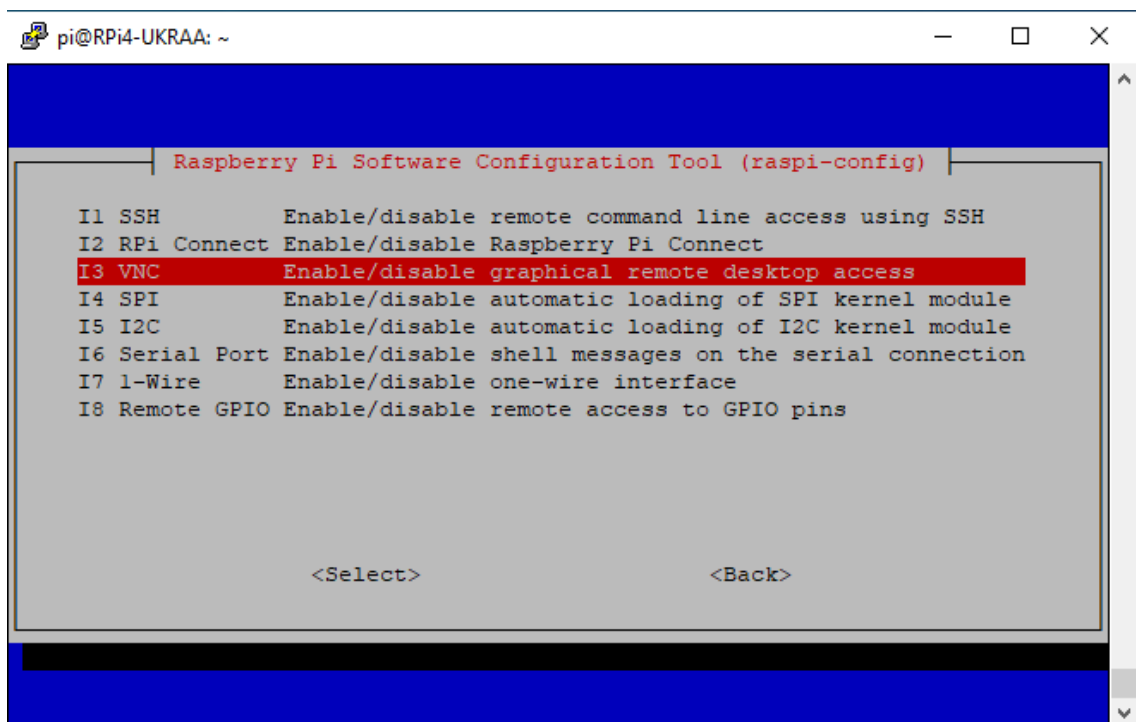 pi@RPi4-UKRAA: ~
Raspberry Pi Software Configuration Tool (raspi-config)
I1 SSH Enable/disable remote command line access using SSH
I2 RPi Connect Enable/disable Raspberry Pi Connect
I3 VNC Enable/disable graphical remote desktop access
I4 SPI Enable/disable automatic loading of SPI kernel module
I5 I2C Enable/disable automatic loading of I2C kernel module
I6 Serial Port Enable/disable shell messages on the serial connection
I7 1-Wire Enable/disable one-wire interface
I8 Remote GPIO Enable/disable remote access to GPIO pins
<Select> <Back>